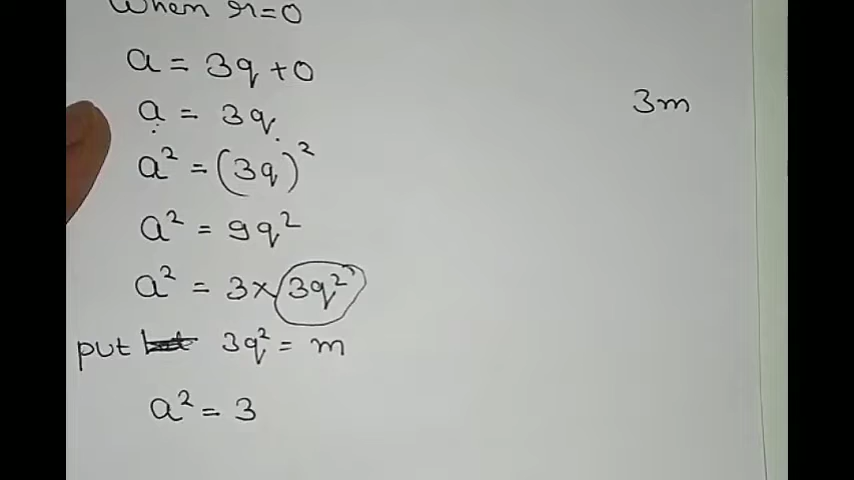 When r=0
a = 3q +0
a = 3q
3m
a² = (3q)²
a² = 9q²
a² = 3×3q²
put 3q² = m
a² = 3